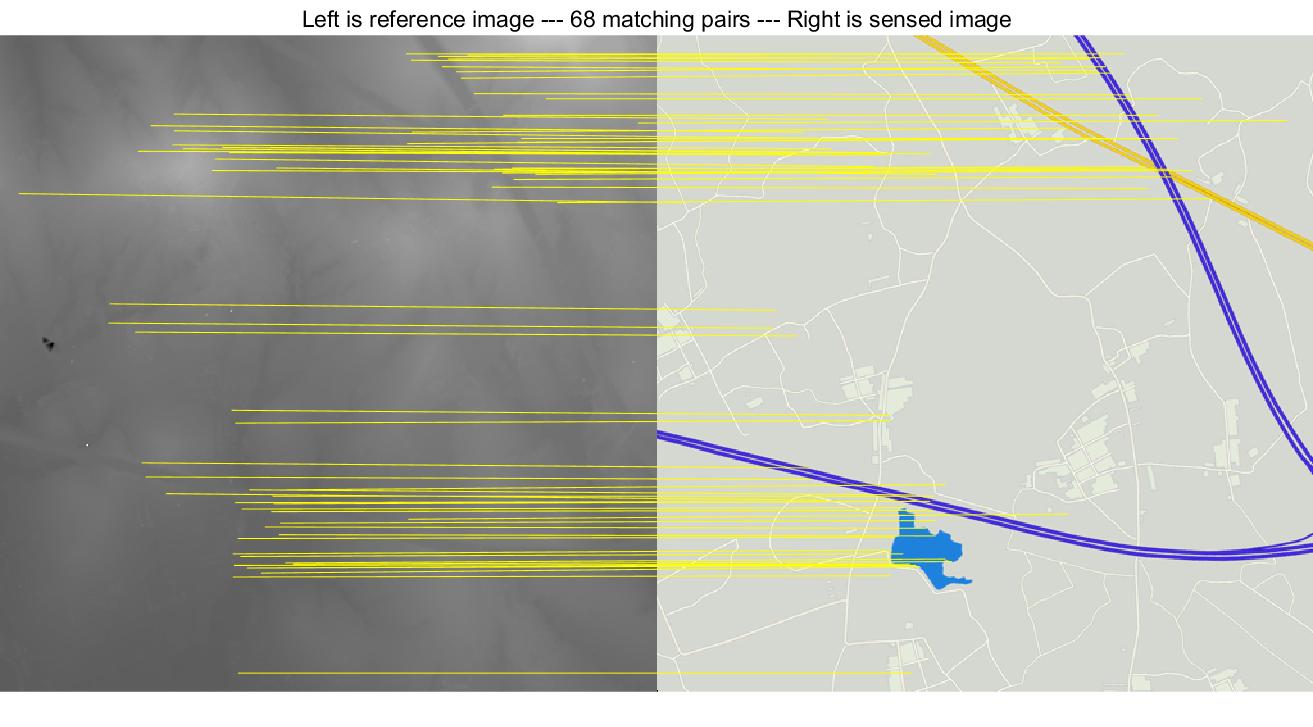 Left is reference image --- 68 matching pairs --- Right is sensed image